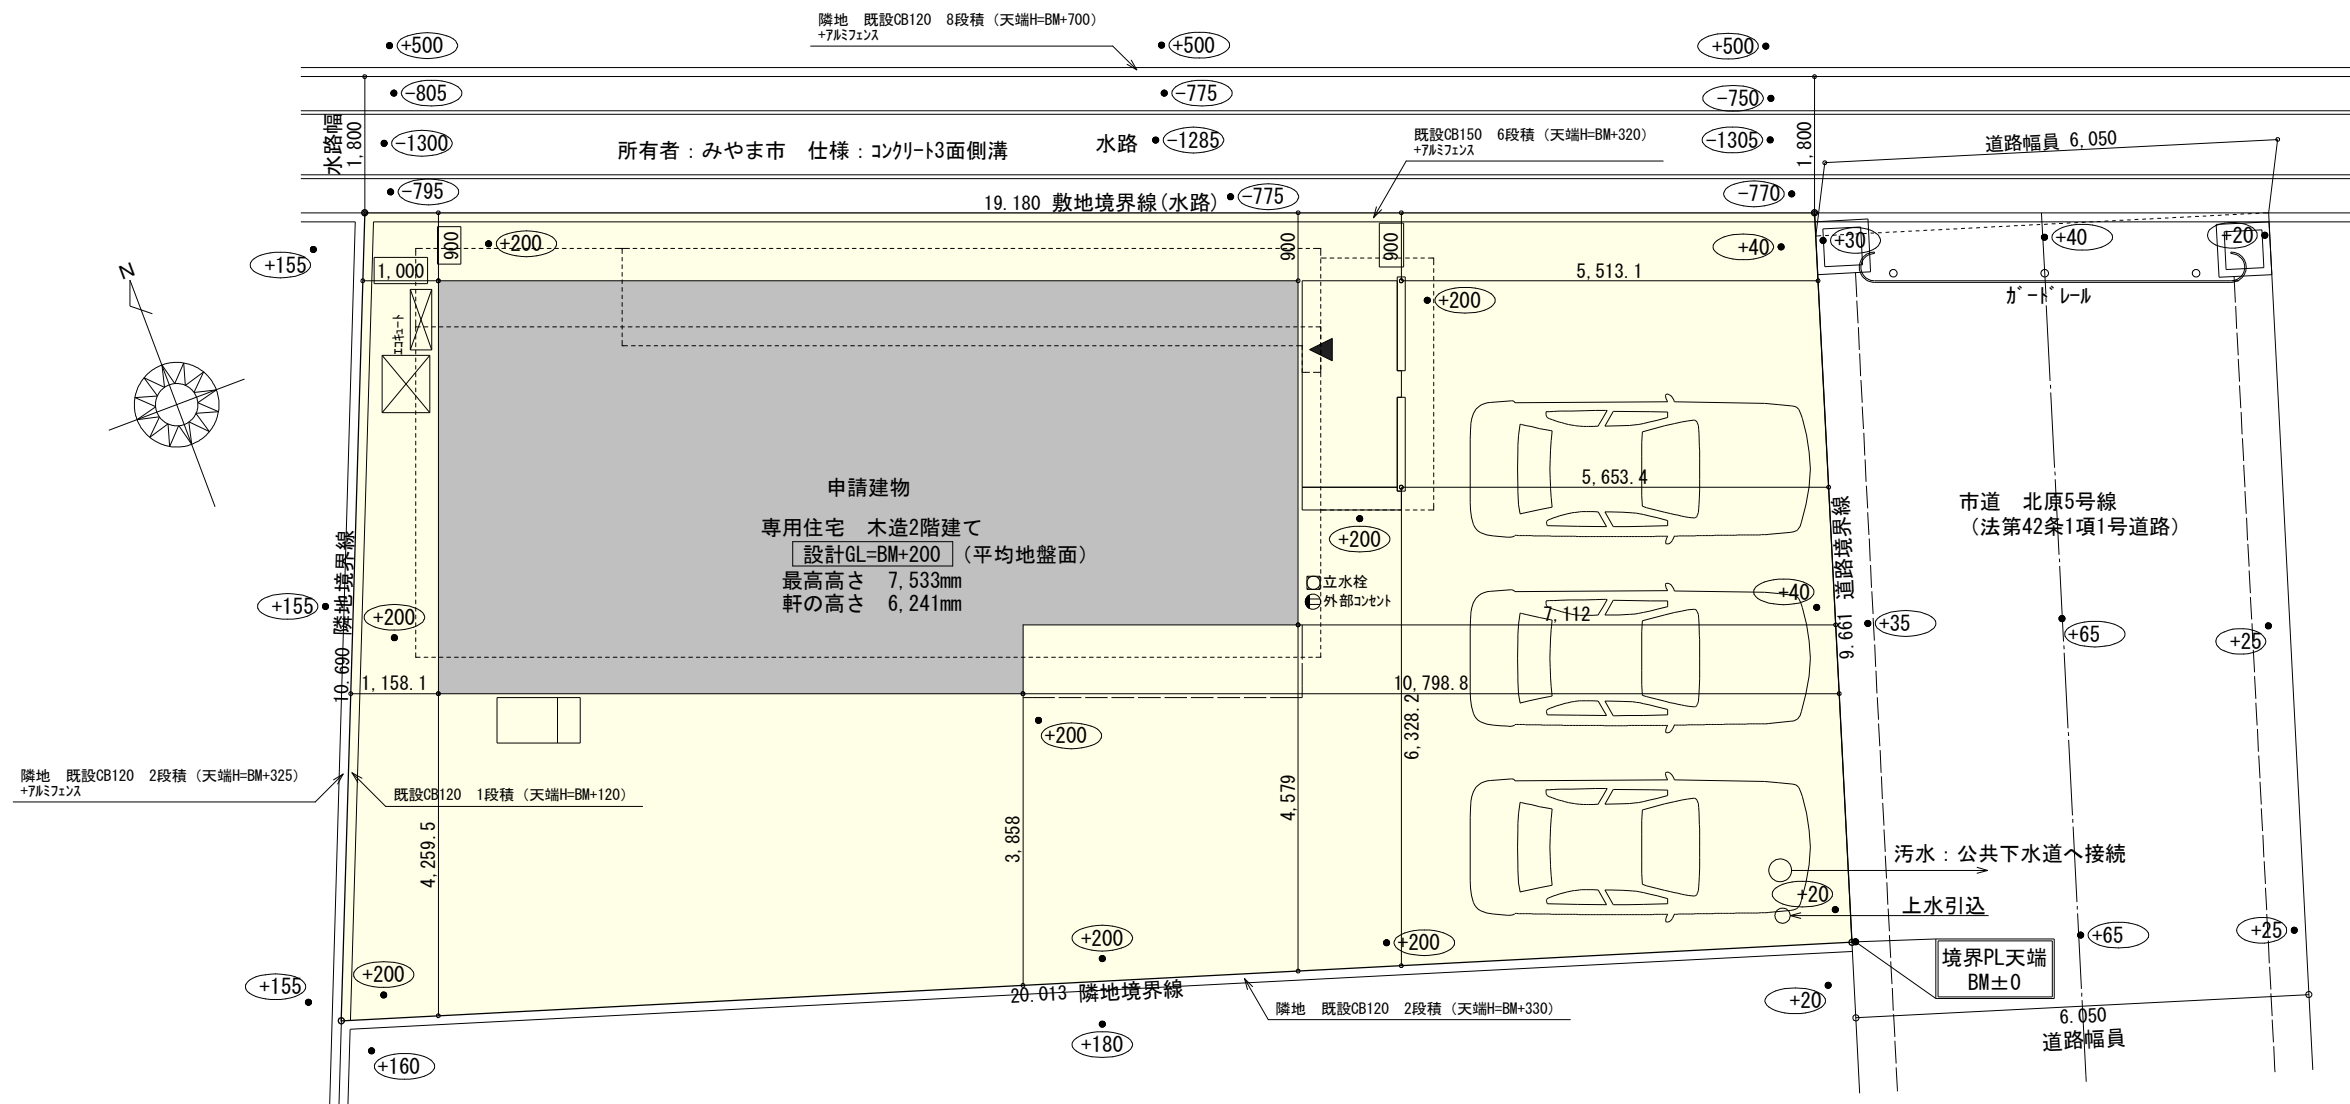 隣地　既設CB120　8段積（天端H=BM+700）
+アルミフェンス
+500
+500
+500
-805
-775
-750
水路幅
1,800
-1300
所有者：みやま市　仕様：コンクリート3面側溝
水路
-1285
既設CB150　6段積（天端H=BM+320）
+アルミフェンス
-1305
1,800
道路幅員 6,050
-795
19.180 敷地境界線(水路)
-775
-770
+155
900
+200
900
900
+40
+30
+40
+20
N
1,000
5,513.1
ガードレール
+200
エコキュート
申請建物
専用住宅　木造2階建て
設計GL=BM+200
（平均地盤面）
最高高さ　7,533mm
軒の高さ　6,241mm
5,653.4
+200
市道　北原5号線
（法第42条1項1号道路）
立水栓
外部コンセント
+155
10.690 隣地境界線
+200
+40
9.661 道路境界線
7,112
+35
+65
+25
1,158.1
10,798.8
+200
6,328.2
隣地　既設CB120　2段積（天端H=BM+325）
+アルミフェンス
既設CB120　1段積（天端H=BM+120）
4,259.5
3,858
4,579
汚水：公共下水道へ接続
+20
上水引込
+200
+200
+65
+25
+155
+200
境界PL天端
BM±0
20.013 隣地境界線
隣地　既設CB120　2段積（天端H=BM+330）
+20
6.050
道路幅員
+160
+180